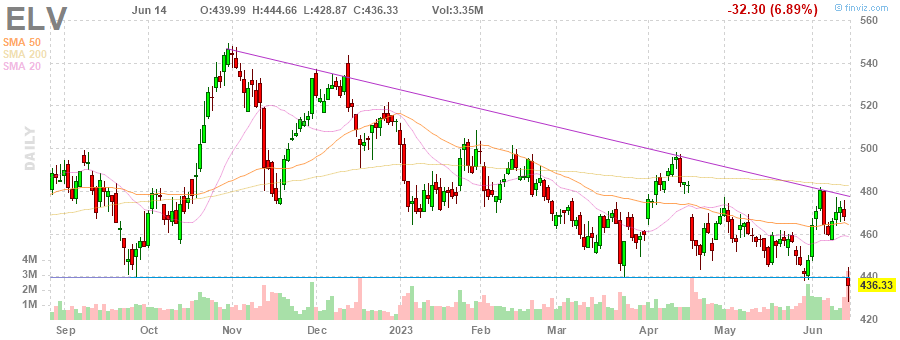 ELV
Jun 14 O:439.99 H:444.66 L:428.87 C:436.33 Vol:3.35M -32.30 (6.89%)
© finviz.com
SMA 50
SMA 200
SMA 20
DAILY
560
540
520
500
480
460
440
436.33
420
4M
3M
2M
1M
Sep Oct Nov Dec 2023 Feb Mar Apr May Jun